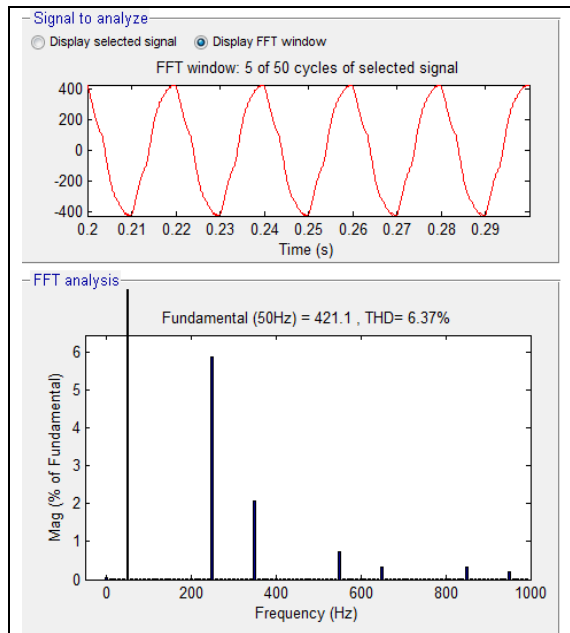 Signal to analyze
Display selected signal Display FFT window
FFT window: 5 of 50 cycles of selected signal
400
200
0
-200
-400
0.2 0.21 0.22 0.23 0.24 0.25 0.26 0.27 0.28 0.29
Time (s)
FFT analysis
Fundamental (50Hz) = 421.1 , THD= 6.37%
Mag (% of Fundamental)
6
5
4
3
2
1
0
0 200 400 600 800 1000
Frequency (Hz)